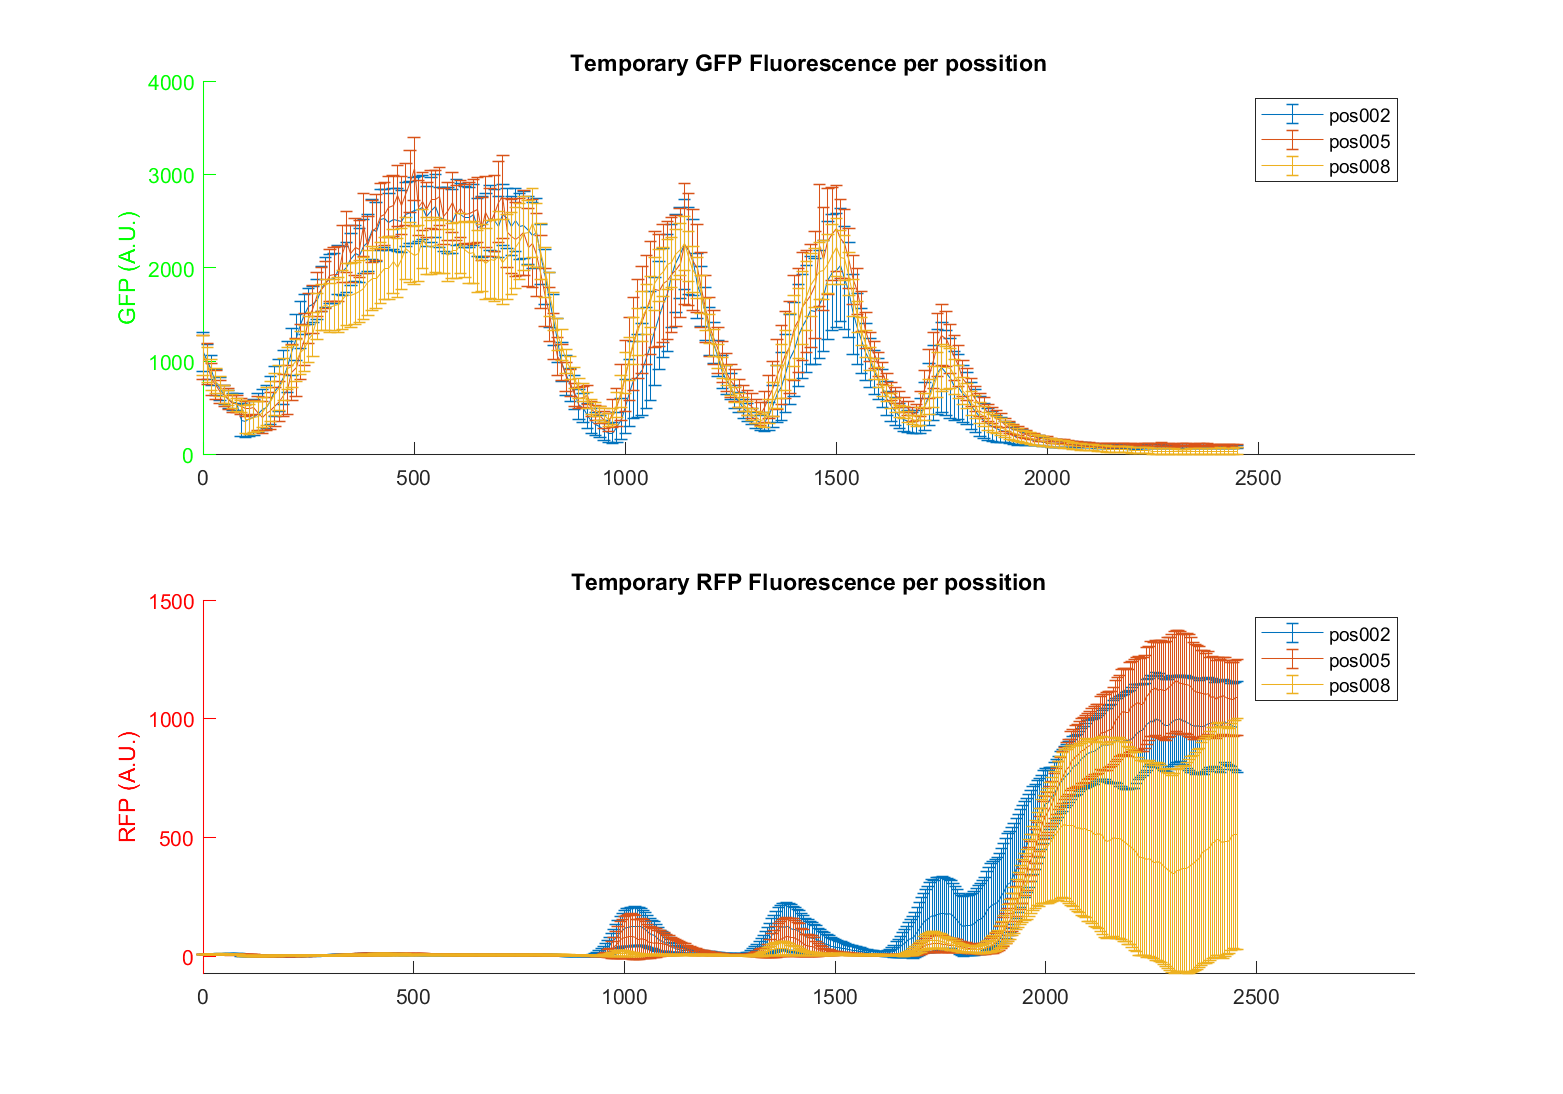 Temporary GFP Fluorescence per possition
4000
3000
2000
1000
0
GFP (A.U.)
0 500 1000 1500 2000 2500
pos002
pos005
pos008
Temporary RFP Fluorescence per possition
1500
1000
500
0
RFP (A.U.)
0 500 1000 1500 2000 2500
pos002
pos005
pos008